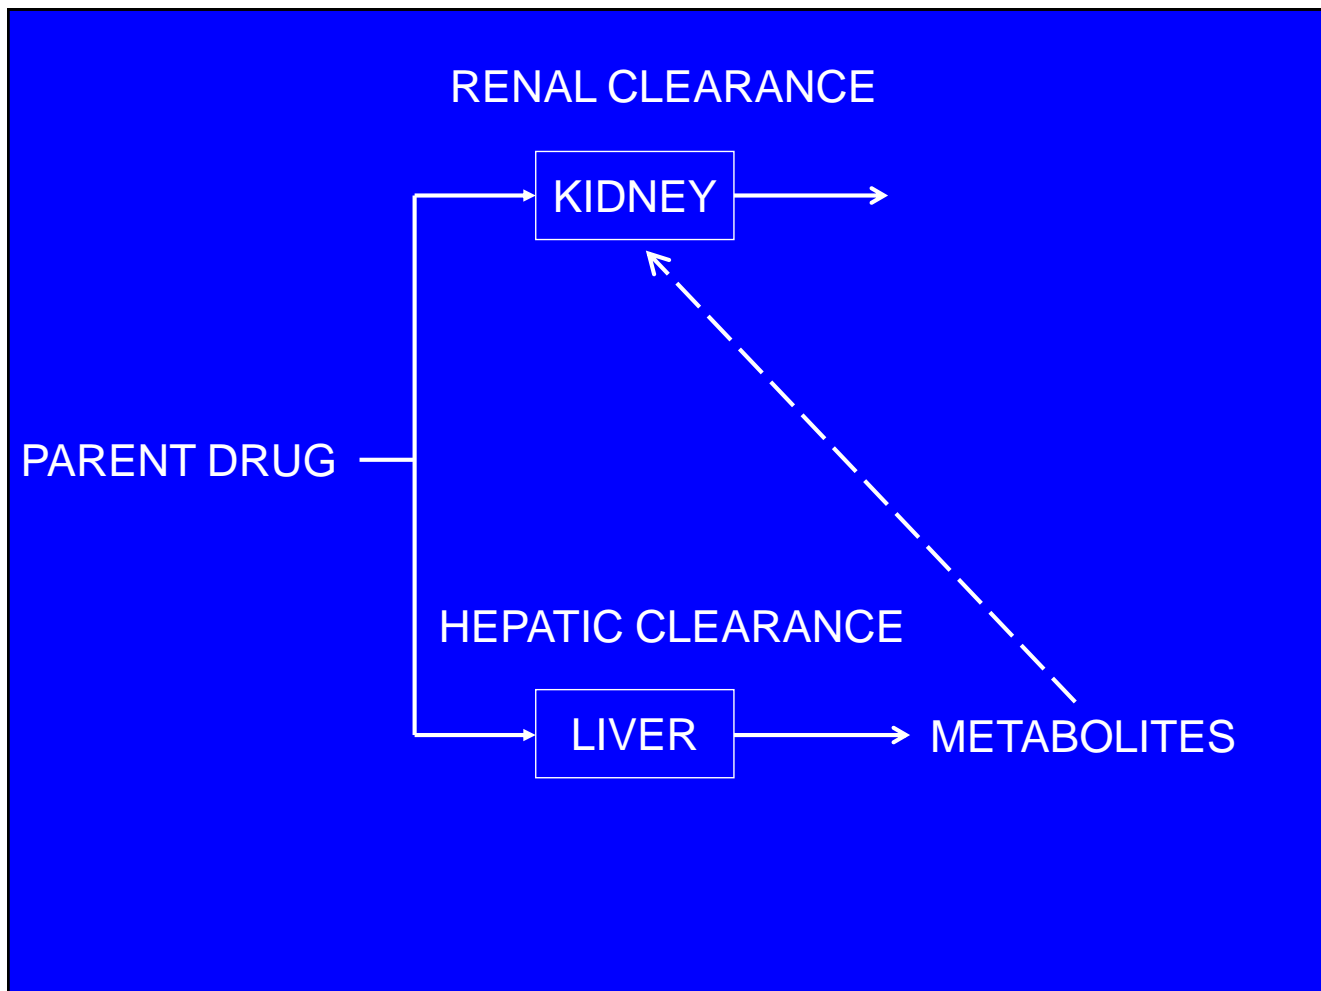 RENAL CLEARANCE
KIDNEY
PARENT DRUG
HEPATIC CLEARANCE
LIVER
METABOLITES